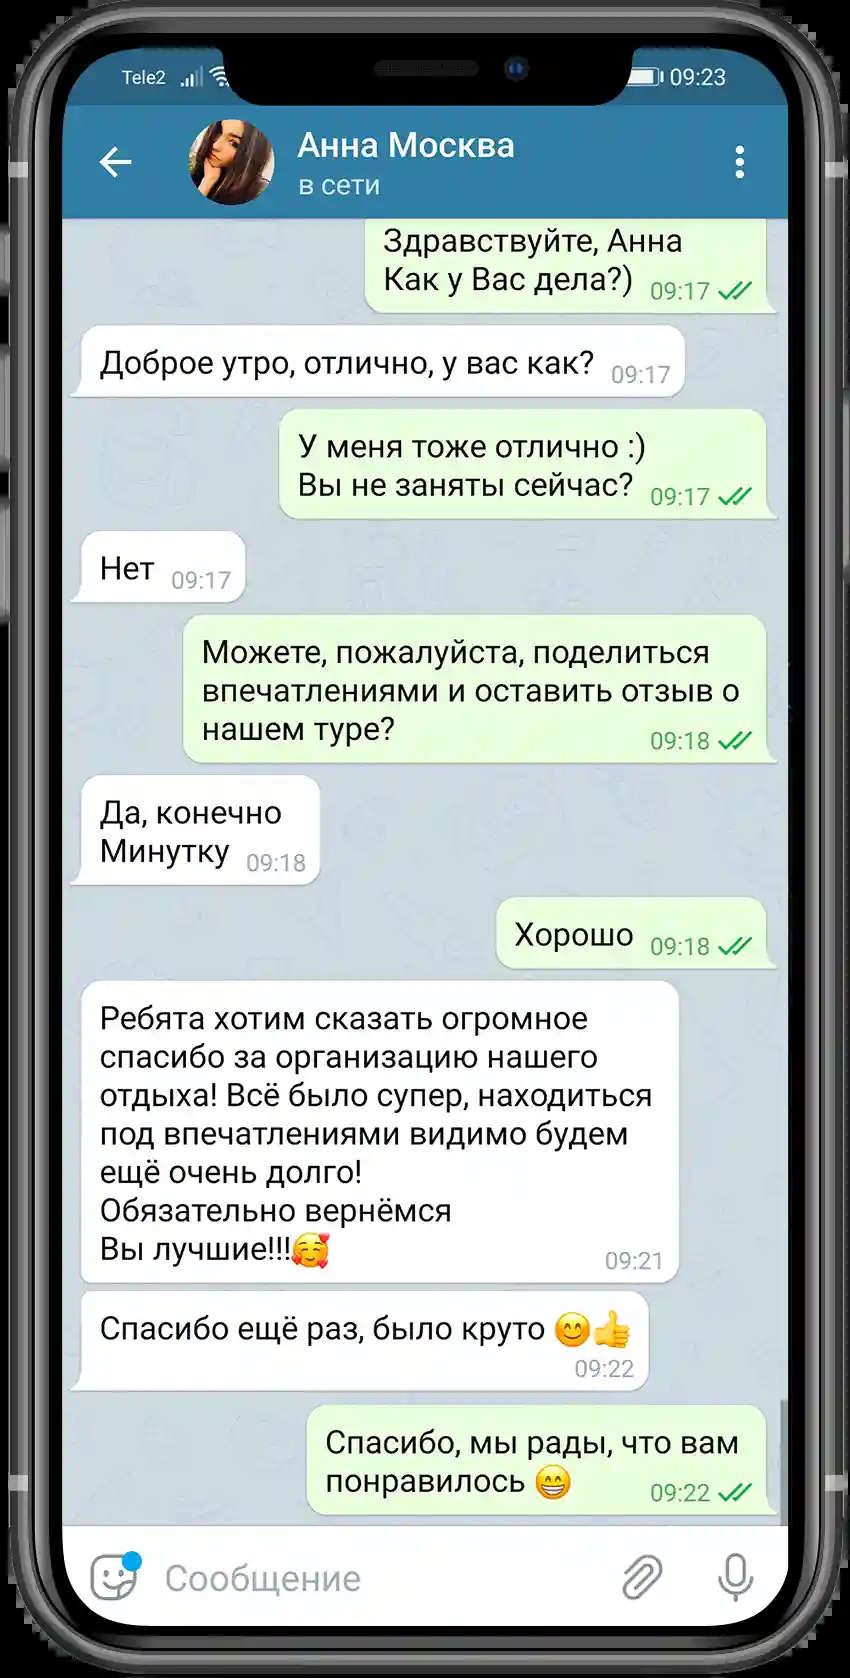 Tele2 09:23
Анна Москва
в сети
Здравствуйте, Анна
Как у Вас дела?) 09:17
Доброе утро, отлично, у вас как? 09:17
У меня тоже отлично :)
Вы не заняты сейчас? 09:17
Нет 09:17
Можете, пожалуйста, поделиться
впечатлениями и оставить отзыв о
нашем туре? 09:18
Да, конечно
Минутку 09:18
Хорошо 09:18
Ребята хотим сказать огромное
спасибо за организацию нашего
отдыха! Всё было супер, находиться
под впечатлениями видимо будем
ещё очень долго!
Обязательно вернёмся
Вы лучшие!!!🥰 09:21
Спасибо ещё раз, было круто 😊👍
09:22
Спасибо, мы рады, что вам
понравилось 😁 09:22
Сообщение